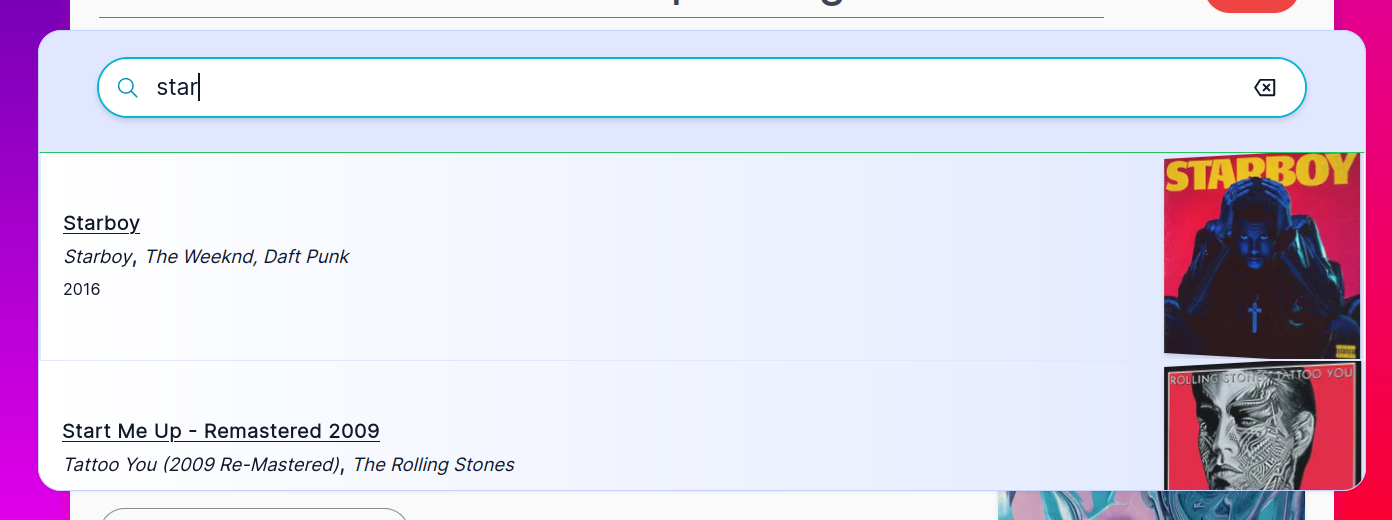 star
Starboy
Starboy, The Weeknd, Daft Punk
2016
STARBOY
Start Me Up - Remastered 2009
Tattoo You (2009 Re-Mastered), The Rolling Stones
ROLLING STONES TATTOO YOU